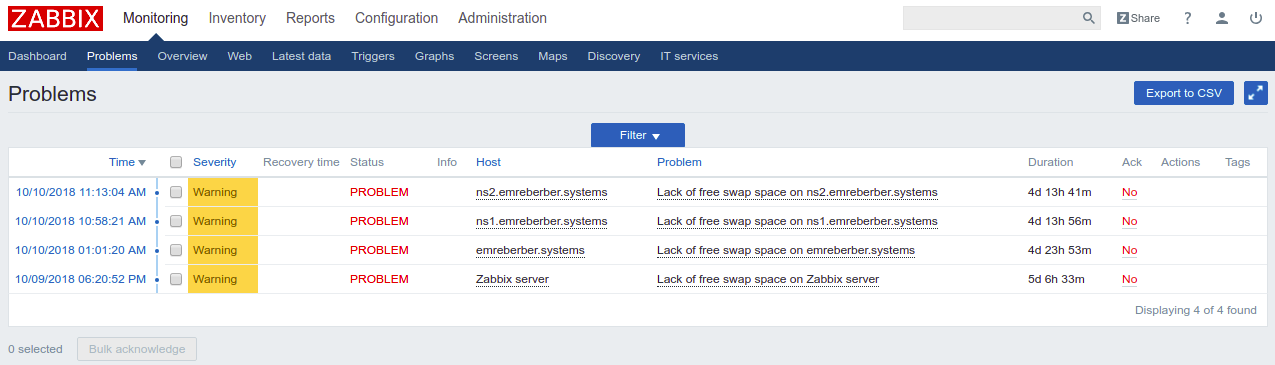 ZABBIX Monitoring Inventory Reports Configuration Administration Z Share ?
Dashboard Problems Overview Web Latest data Triggers Graphs Screens Maps Discovery IT services
Problems Export to CSV
Filter
Time Severity Recovery time Status Info Host Problem Duration Ack Actions Tags
10/10/2018 11:13:04 AM Warning PROBLEM ns2.emreberber.systems Lack of free swap space on ns2.emreberber.systems 4d 13h 41m No
10/10/2018 10:58:21 AM Warning PROBLEM ns1.emreberber.systems Lack of free swap space on ns1.emreberber.systems 4d 13h 56m No
10/10/2018 01:01:20 AM Warning PROBLEM emreberber.systems Lack of free swap space on emreberber.systems 4d 23h 53m No
10/09/2018 06:20:52 PM Warning PROBLEM Zabbix server Lack of free swap space on Zabbix server 5d 6h 33m No
Displaying 4 of 4 found
0 selected Bulk acknowledge